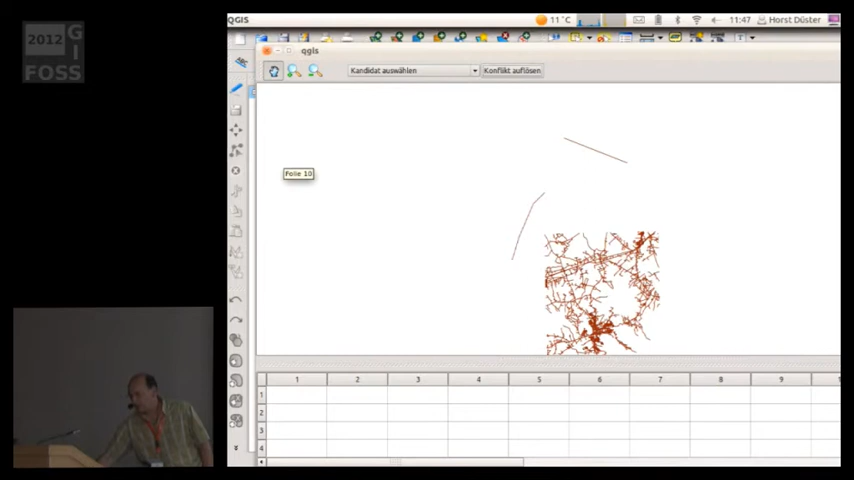 2012
GI
FOSS
QGIS
11 °C
11:47
Horst Düster
qgis
Kandidat auswählen
Konflikt auflösen
Folie 10
1 2 3 4 5 6 7 8 9
1
2
3
4